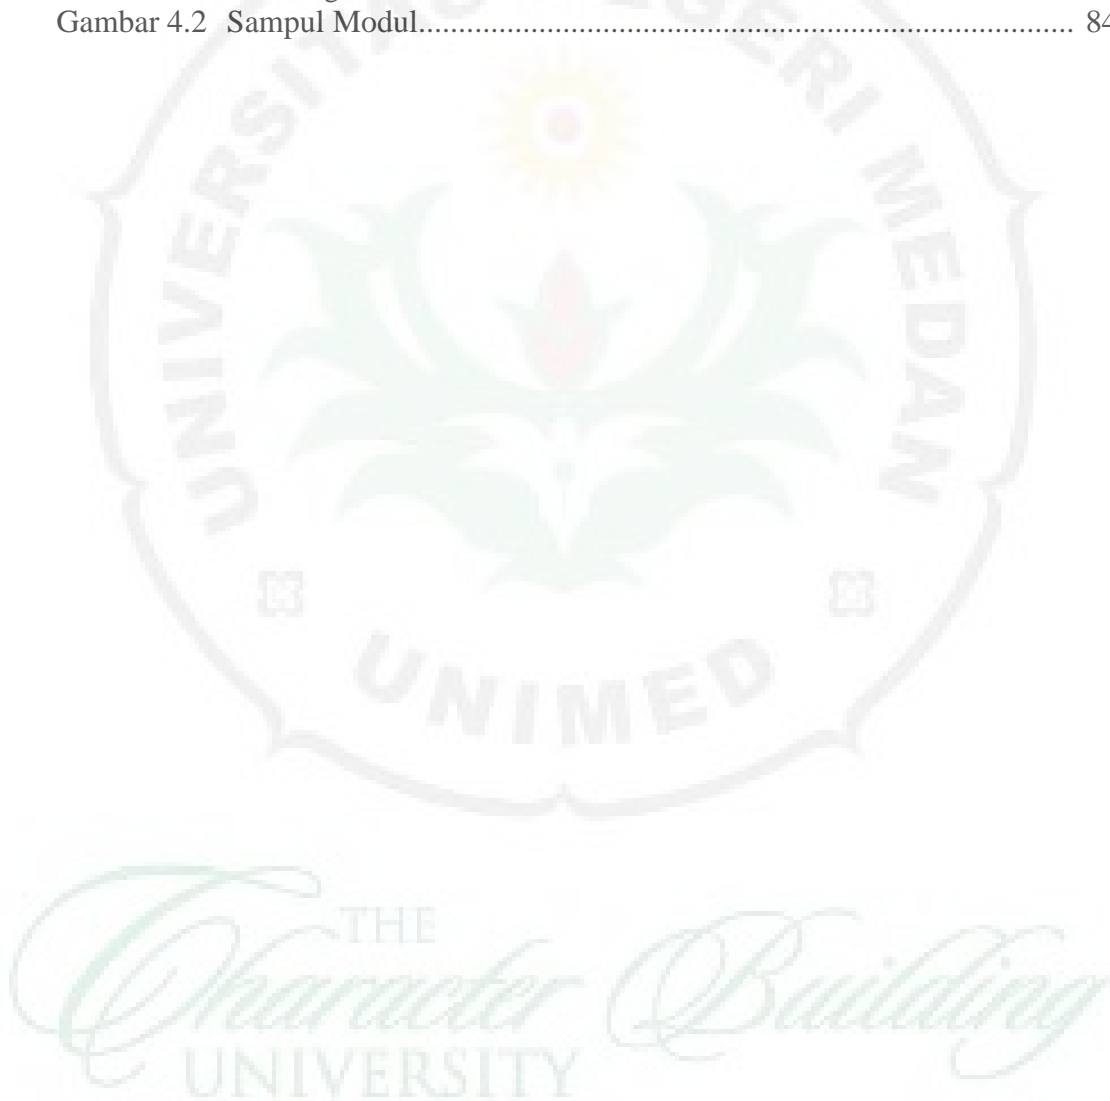 Gambar 4.2 Sampul Modul.................................................................... 84
UNIVERSITAS NEGERI MEDAN
UNIMED
THE
Character Building
UNIVERSITY